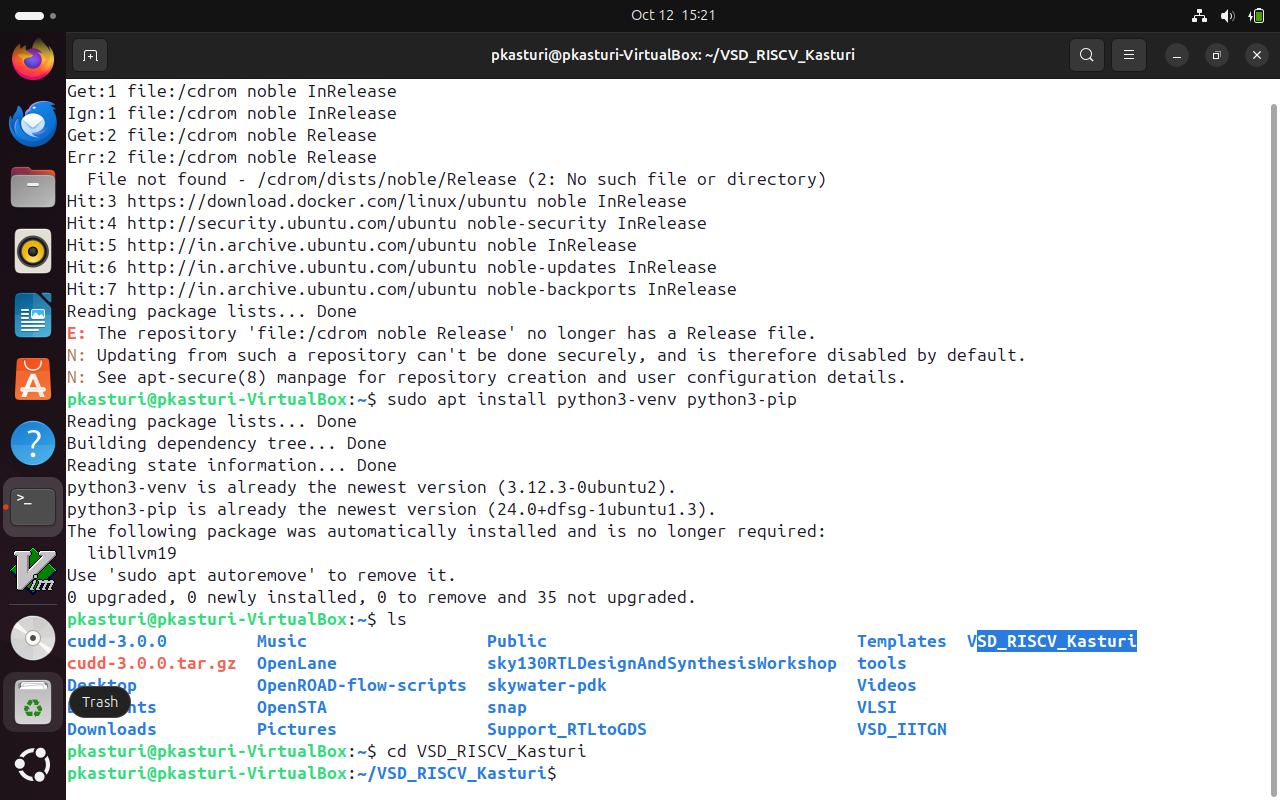 Oct 12 15:21
pkasturi@pkasturi-VirtualBox: ~/VSD_RISCV_Kasturi
Get:1 file:/cdrom noble InRelease
Ign:1 file:/cdrom noble InRelease
Get:2 file:/cdrom noble Release
Err:2 file:/cdrom noble Release
  File not found - /cdrom/dists/noble/Release (2: No such file or directory)
Hit:3 https://download.docker.com/linux/ubuntu noble InRelease
Hit:4 http://security.ubuntu.com/ubuntu noble-security InRelease
Hit:5 http://in.archive.ubuntu.com/ubuntu noble InRelease
Hit:6 http://in.archive.ubuntu.com/ubuntu noble-updates InRelease
Hit:7 http://in.archive.ubuntu.com/ubuntu noble-backports InRelease
Reading package lists... Done
E: The repository 'file:/cdrom noble Release' no longer has a Release file.
N: Updating from such a repository can't be done securely, and is therefore disabled by default.
N: See apt-secure(8) manpage for repository creation and user configuration details.
pkasturi@pkasturi-VirtualBox:~$ sudo apt install python3-venv python3-pip
Reading package lists... Done
Building dependency tree... Done
Reading state information... Done
python3-venv is already the newest version (3.12.3-0ubuntu2).
python3-pip is already the newest version (24.0+dfsg-1ubuntu1.3).
The following package was automatically installed and is no longer required:
  libllvm19
Use 'sudo apt autoremove' to remove it.
0 upgraded, 0 newly installed, 0 to remove and 35 not upgraded.
pkasturi@pkasturi-VirtualBox:~$ ls
cudd-3.0.0 Music Public Templates VSD_RISCV_Kasturi
cudd-3.0.0.tar.gz OpenLane sky130RTLDesignAndSynthesisWorkshop tools
Desktop OpenROAD-flow-scripts skywater-pdk Videos
Trash
OpenSTA snap VLSI
Downloads Pictures Support_RTLtoGDS VSD_IITGN
pkasturi@pkasturi-VirtualBox:~$ cd VSD_RISCV_Kasturi
pkasturi@pkasturi-VirtualBox:~/VSD_RISCV_Kasturi$
>_
Vim